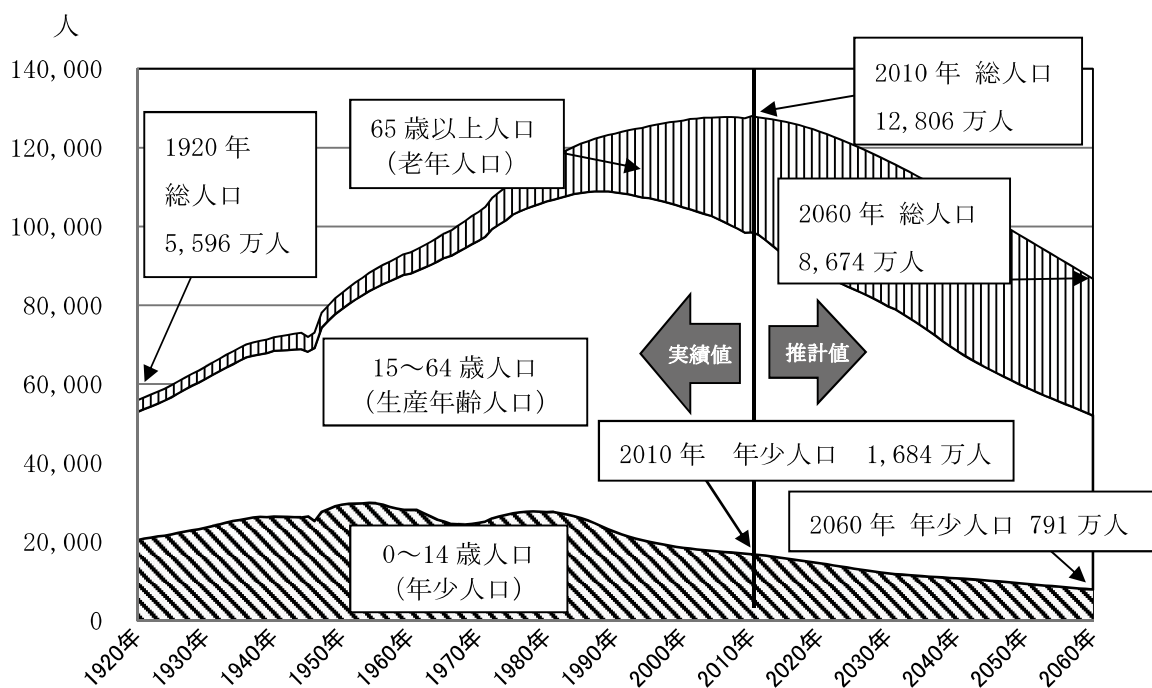 人
140,000
120,000
100,000
80,000
60,000
40,000
20,000
0
1920年
総人口
5,596万人
65歳以上人口
（老年人口）
2010年 総人口
12,806万人
2060年 総人口
8,674万人
実績値
推計値
15～64歳人口
（生産年齢人口）
2010年　年少人口　1,684万人
2060年 年少人口 791万人
0～14歳人口
（年少人口）
1920年
1930年
1940年
1950年
1960年
1970年
1980年
1990年
2000年
2010年
2020年
2030年
2040年
2050年
2060年